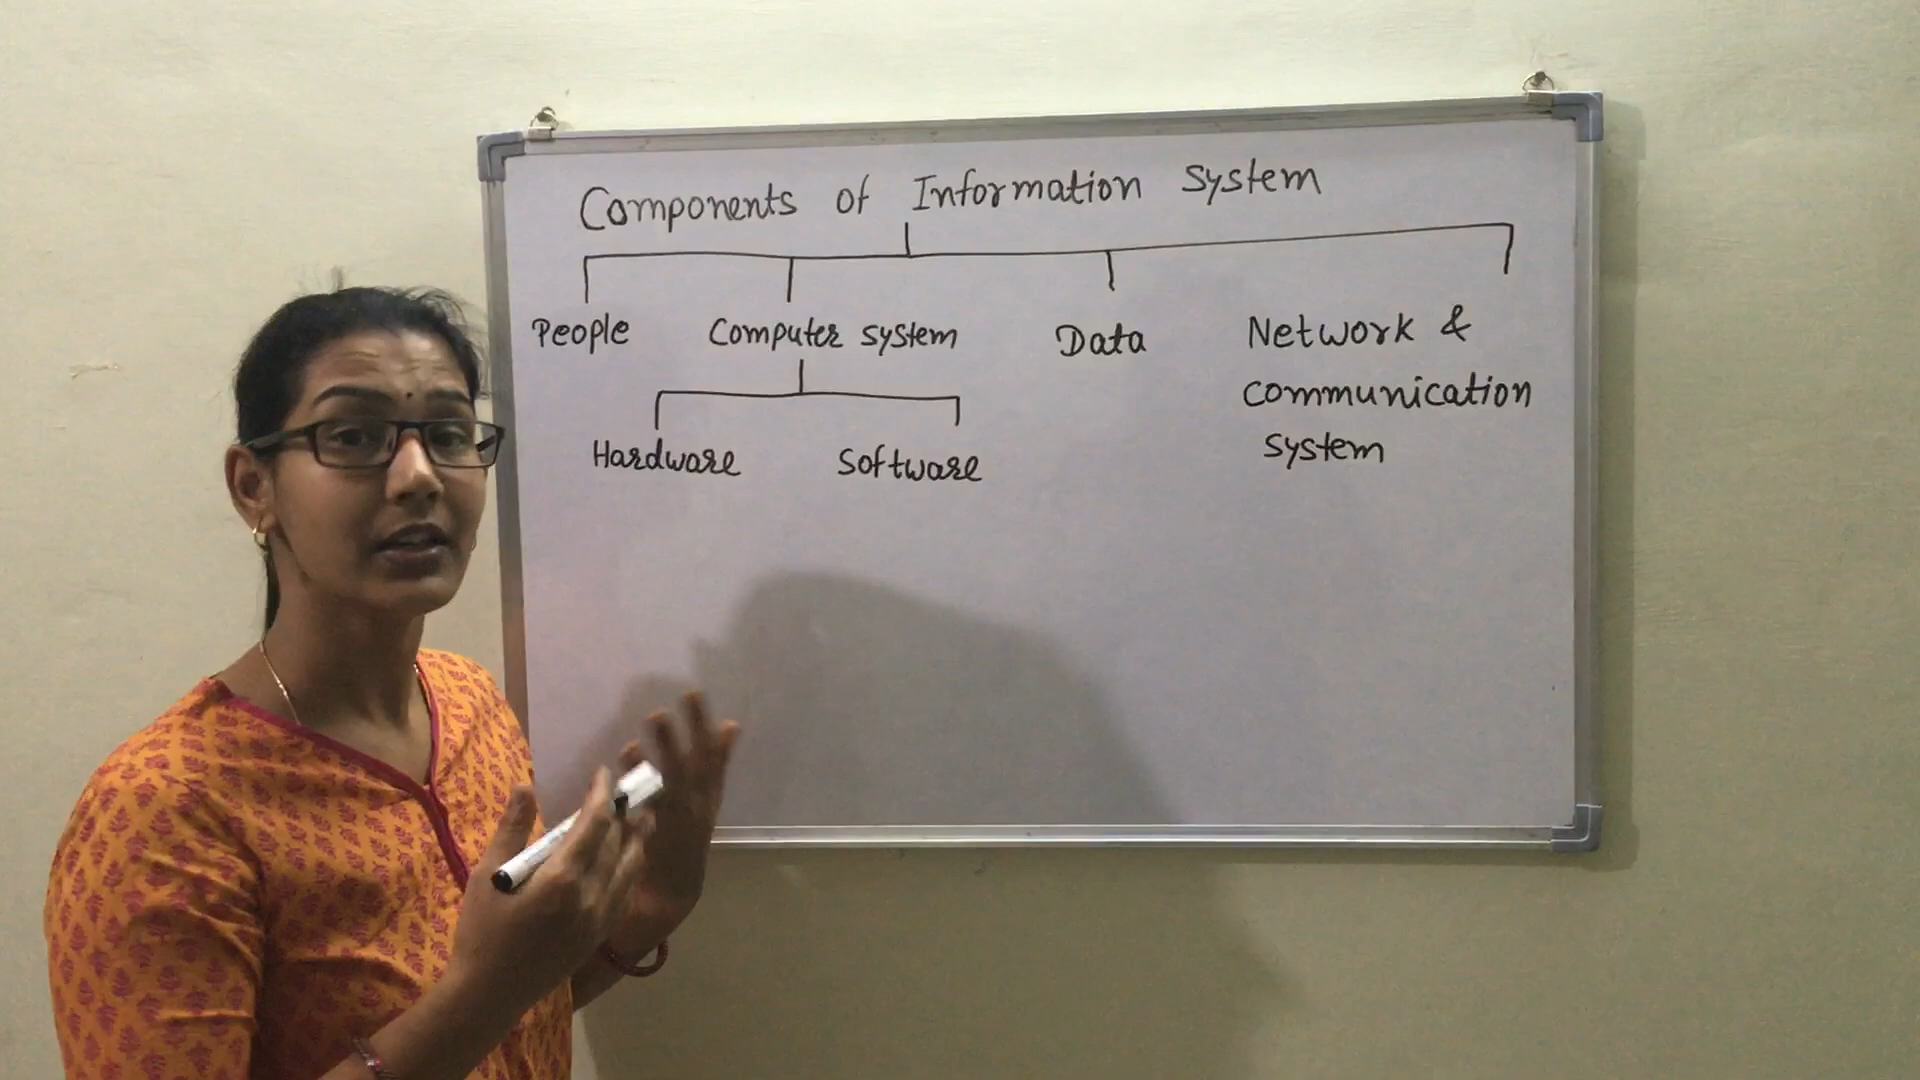 Components of Information System
People
Computer system
Data
Network &
communication
system
Hardware
Software